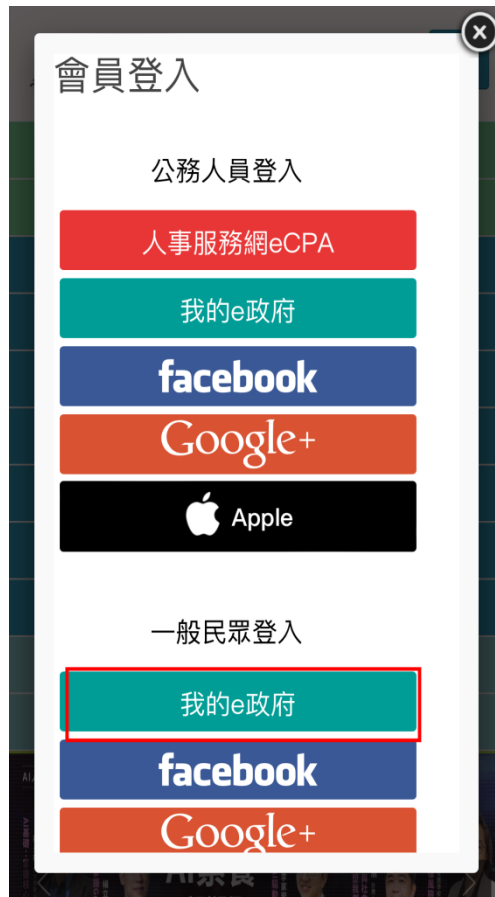 會員登入
公務人員登入
人事服務網eCPA
我的e政府
facebook
Google+
Apple
一般民眾登入
我的e政府
facebook
Google+